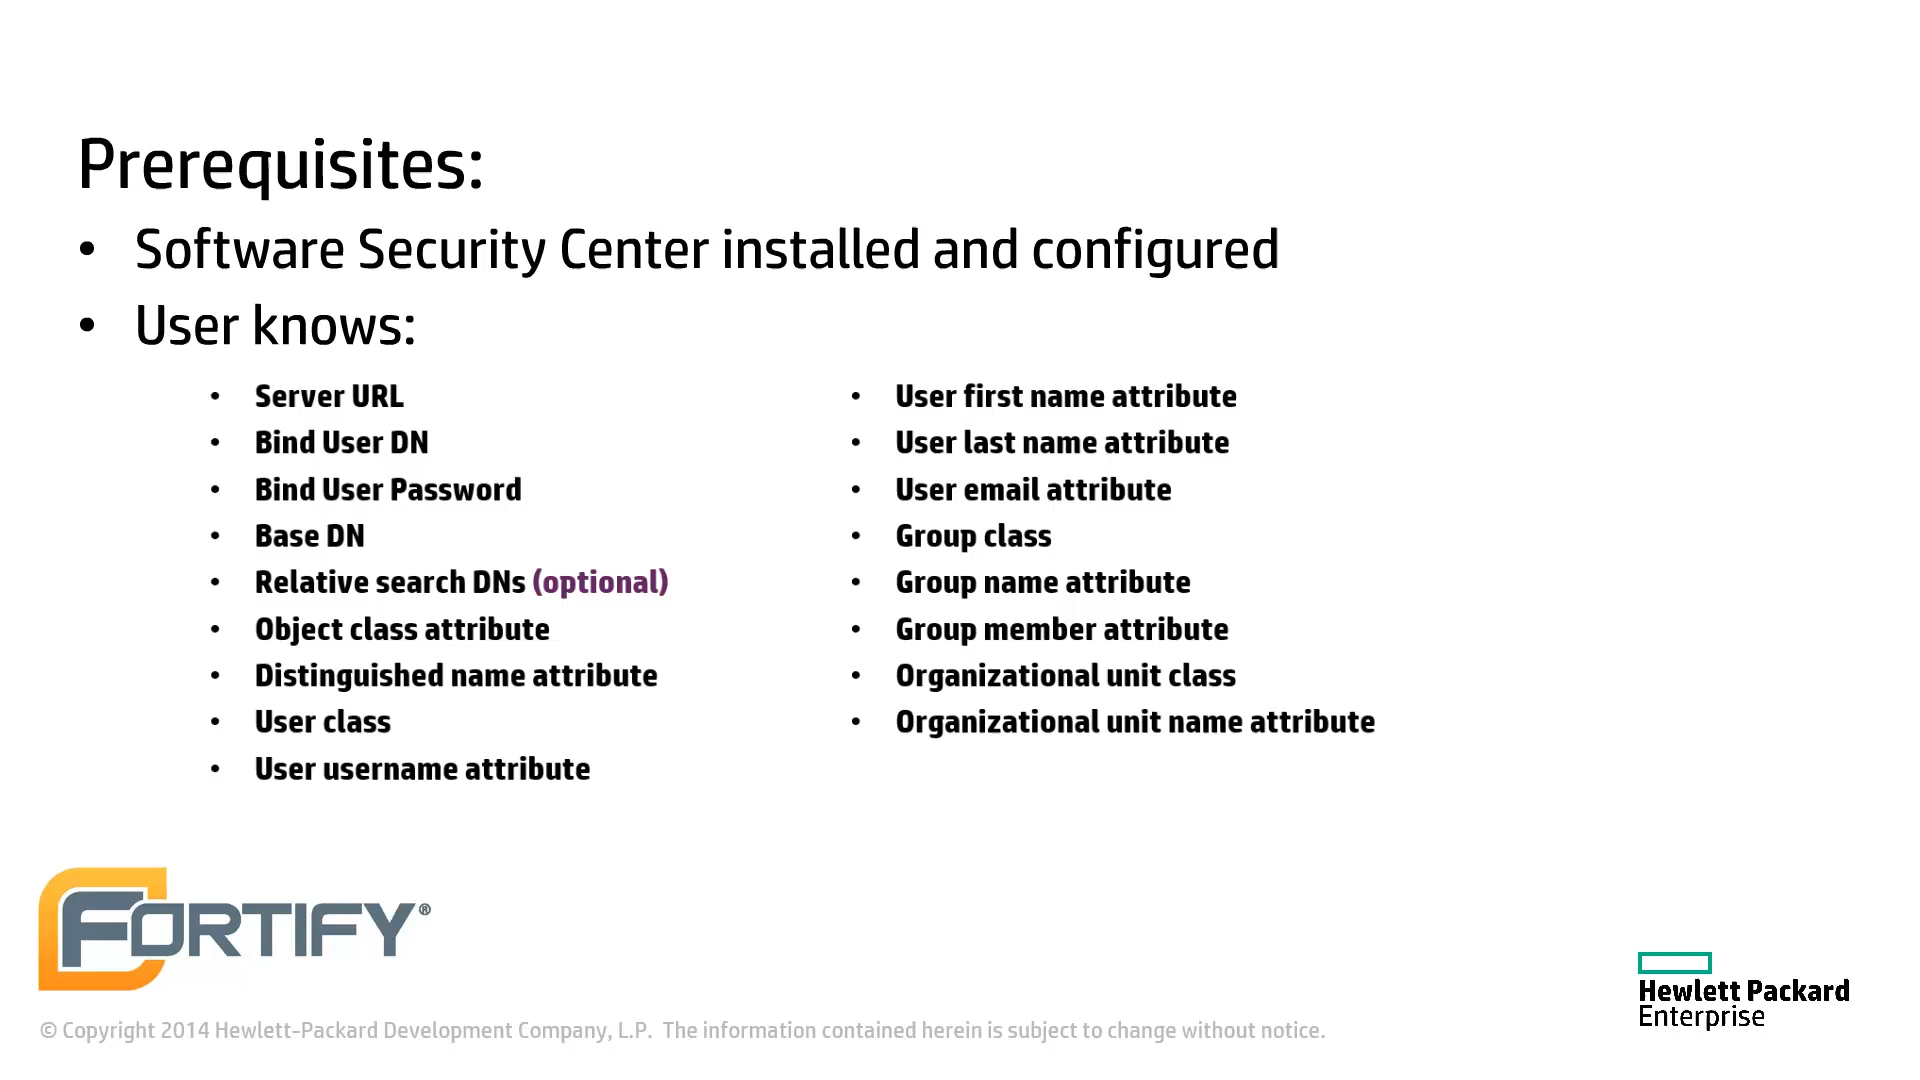 Prerequisites:
• Software Security Center installed and configured
• User knows:
• Server URL
• Bind User DN
• Bind User Password
• Base DN
• Relative search DNs (optional)
• Object class attribute
• Distinguished name attribute
• User class
• User username attribute
• User first name attribute
• User last name attribute
• User email attribute
• Group class
• Group name attribute
• Group member attribute
• Organizational unit class
• Organizational unit name attribute
FORTIFY®
Hewlett Packard
Enterprise
© Copyright 2014 Hewlett-Packard Development Company, L.P. The information contained herein is subject to change without notice.